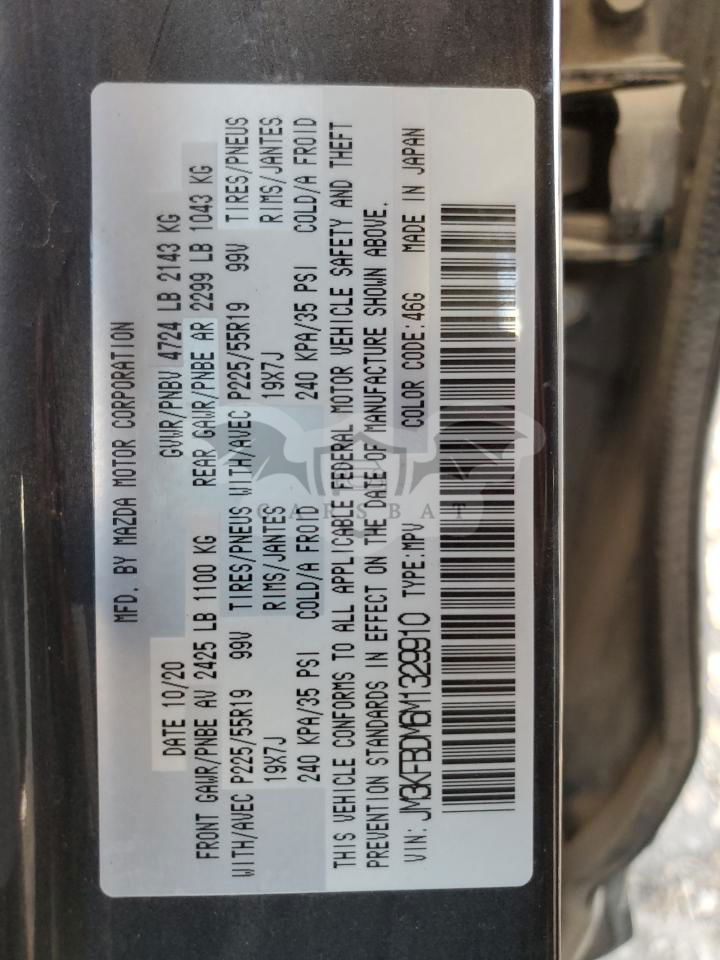 MFD. BY MAZDA MOTOR CORPORATION
DATE 10/20 GVWR/PNBV 4724 LB 2143 KG
FRONT GAWR/PNBE AV 2425 LB 1100 KG REAR GAWR/PNBE AR 2299 LB 1043 KG
WITH/AVEC P225/55R19 99V TIRES/PNEUS WITH/AVEC P225/55R19 99V TIRES/PNEUS
19X7J RIMS/JANTES 19X7J RIMS/JANTES
240 KPA/35 PSI COLD/A FROID 240 KPA/35 PSI COLD/A FROID
THIS VEHICLE CONFORMS TO ALL APPLICABLE FEDERAL MOTOR VEHICLE SAFETY AND THEFT
PREVENTION STANDARDS IN EFFECT ON THE DATE OF MANUFACTURE SHOWN ABOVE.
VIN: JM3KFBDM6M1329910 TYPE:MPV COLOR CODE:46G MADE IN JAPAN
CARSBAT